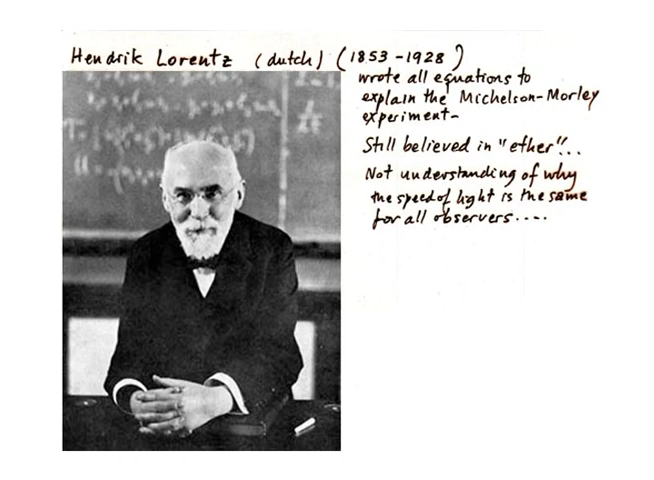 Hendrik Lorentz (dutch) (1853-1928)
wrote all equations to
explain the Michelson-Morley
experiment-
Still believed in "ether"...
Not understanding of why
the speed of light is the same
for all observers....